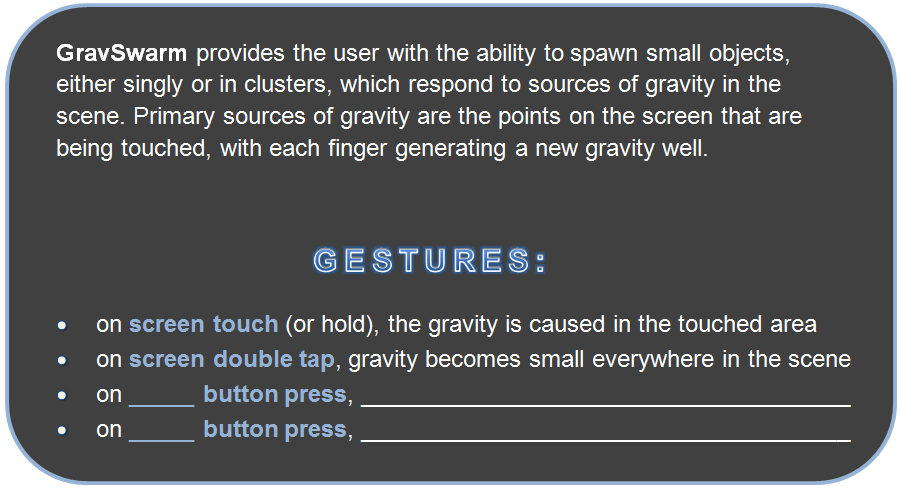 GravSwarm provides the user with the ability to spawn small objects,
either singly or in clusters, which respond to sources of gravity in the
scene. Primary sources of gravity are the points on the screen that are
being touched, with each finger generating a new gravity well.
GESTURES:
• on screen touch (or hold), the gravity is caused in the touched area
• on screen double tap, gravity becomes small everywhere in the scene
• on _____ button press, ______________________________________
• on _____ button press, ______________________________________